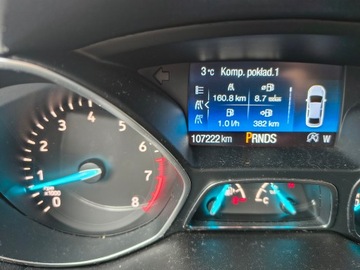 3 °C Komp. pokład.1
160.8 km
8.7
1.0 l/h
382 km
107222 km
PRNDS
W
0
1
2
3
4
5
6
7
8
x1000
C